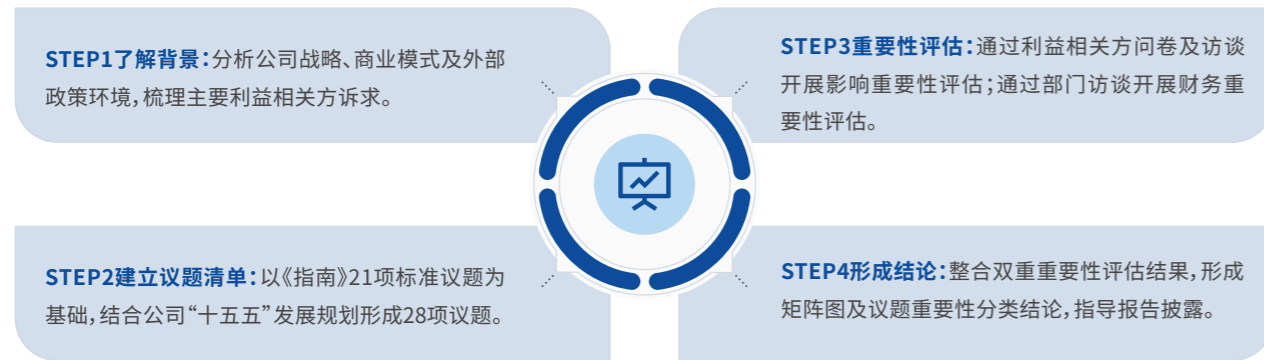 STEP1了解背景：分析公司战略、商业模式及外部
政策环境，梳理主要利益相关方诉求。
STEP2建立议题清单：以《指南》21项标准议题为
基础，结合公司“十五五”发展规划形成28项议题。
STEP3重要性评估：通过利益相关方问卷及访谈
开展影响重要性评估；通过部门访谈开展财务重
要性评估。
STEP4形成结论：整合双重重要性评估结果，形成
矩阵图及议题重要性分类结论，指导报告披露。